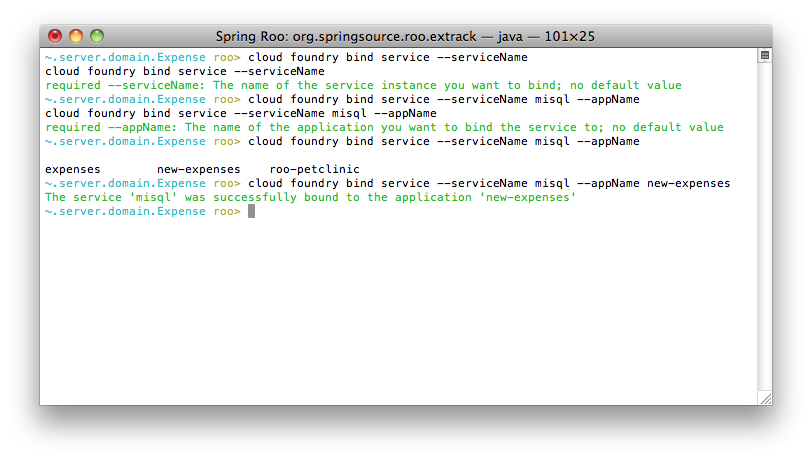 Spring Roo: org.springsource.roo.extrack — java — 101×25
~.server.domain.Expense roo> cloud foundry bind service --serviceName
cloud foundry bind service --serviceName
required --serviceName: The name of the service instance you want to bind; no default value
~.server.domain.Expense roo> cloud foundry bind service --serviceName misql --appName
cloud foundry bind service --serviceName misql --appName
required --appName: The name of the application you want to bind the service to; no default value
~.server.domain.Expense roo> cloud foundry bind service --serviceName misql --appName
expenses        new-expenses    roo-petclinic
~.server.domain.Expense roo> cloud foundry bind service --serviceName misql --appName new-expenses
The service 'misql' was successfully bound to the application 'new-expenses'
~.server.domain.Expense roo>